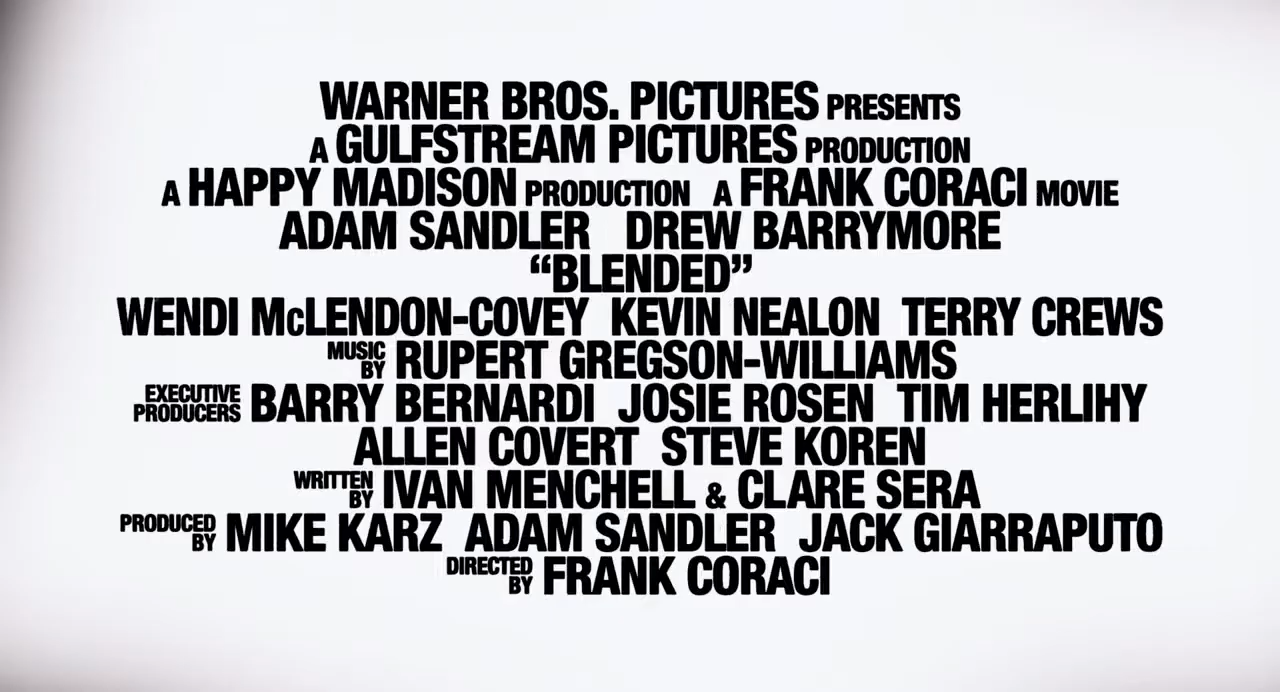 WARNER BROS. PICTURES PRESENTS
A GULFSTREAM PICTURES PRODUCTION
A HAPPY MADISON PRODUCTION A FRANK CORACI MOVIE
ADAM SANDLER DREW BARRYMORE
“BLENDED”
WENDI McLENDON-COVEY KEVIN NEALON TERRY CREWS
MUSIC BY RUPERT GREGSON-WILLIAMS
EXECUTIVE PRODUCERS BARRY BERNARDI JOSIE ROSEN TIM HERLIHY
ALLEN COVERT STEVE KOREN
WRITTEN BY IVAN MENCHELL & CLARE SERA
PRODUCED BY MIKE KARZ ADAM SANDLER JACK GIARRAPUTO
DIRECTED BY FRANK CORACI